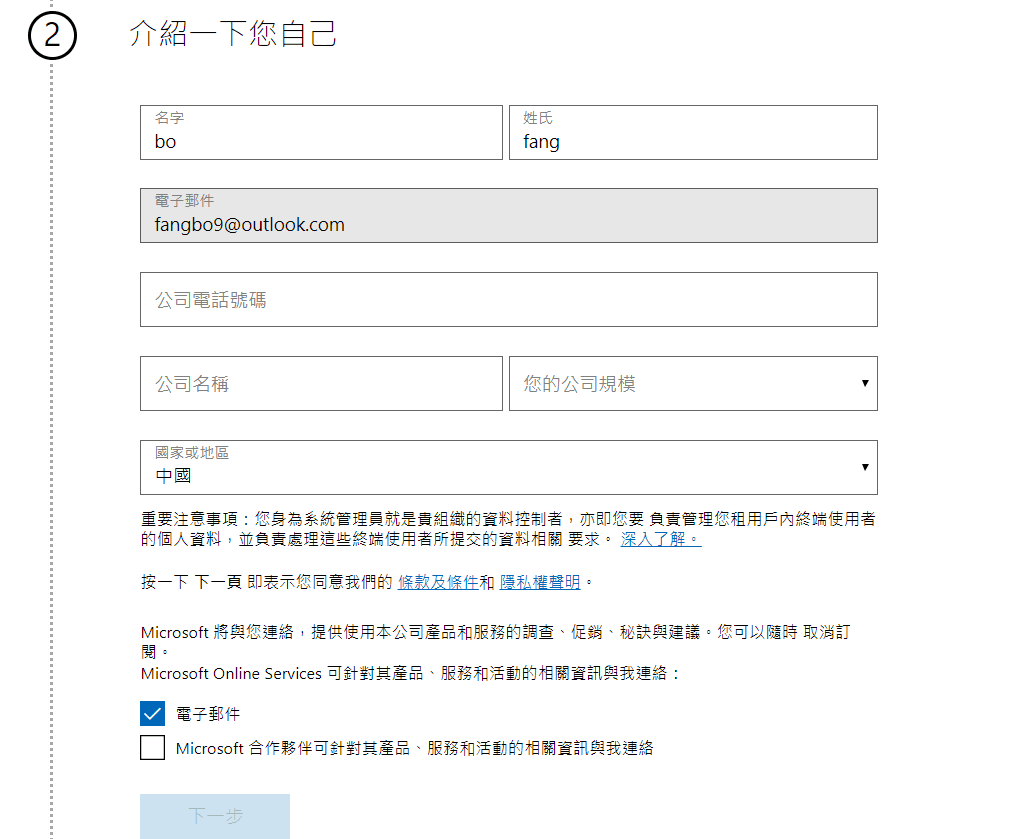 2
介紹一下您自己
名字
bo
姓氏
fang
電子郵件
fangbo9@outlook.com
公司電話號碼
公司名稱
您的公司規模
國家或地區
中國
重要注意事項：您身為系統管理員就是貴組織的資料控制者，亦即您要 負責管理您租用戶內終端使用者
的個人資料，並負責處理這些終端使用者所提交的資料相關 要求。 深入了解。
按一下 下一頁 即表示您同意我們的 條款及條件和 隱私權聲明。
Microsoft 將與您連絡，提供使用本公司產品和服務的調查、促銷、秘訣與建議。您可以隨時 取消訂
閱。
Microsoft Online Services 可針對其產品、服務和活動的相關資訊與我連絡：
電子郵件
Microsoft 合作夥伴可針對其產品、服務和活動的相關資訊與我連絡
下一步